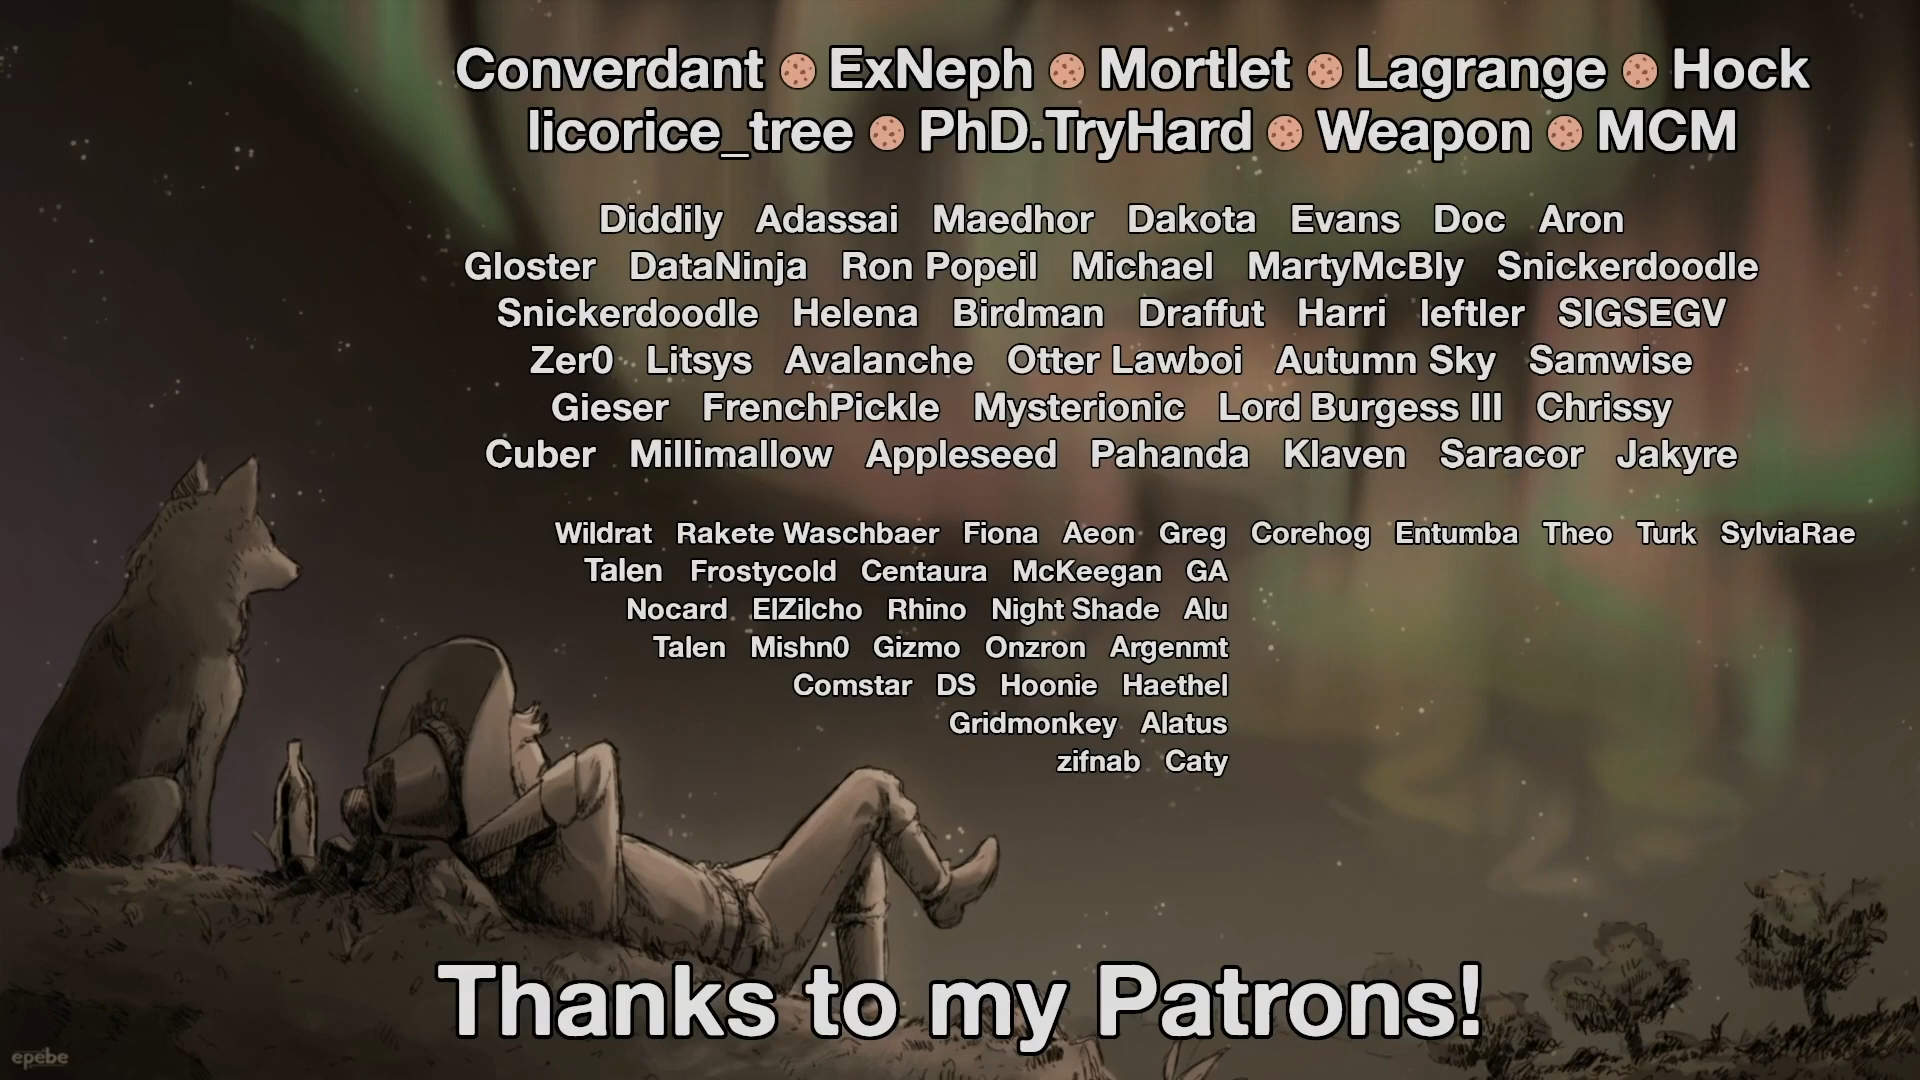 Converdant ExNeph Mortlet Lagrange Hock
licorice_tree PhD.TryHard Weapon MCM
Diddily Adassai Maedhor Dakota Evans Doc Aron
Gloster DataNinja Ron Popeil Michael MartyMcBly Snickerdoodle
Snickerdoodle Helena Birdman Draffut Harri leftler SIGSEGV
Zer0 Litsys Avalanche Otter Lawboi Autumn Sky Samwise
Gieser FrenchPickle Mysterionic Lord Burgess III Chrissy
Cuber Millimallow Appleseed Pahanda Klaven Saracor Jakyre
Wildrat Rakete Waschbaer Fiona Aeon Greg Corehog Entumba Theo Turk SylviaRae
Talen Frostycold Centaura McKeegan GA
Nocard ElZilcho Rhino Night Shade Alu
Talen Mishn0 Gizmo Onzron Argenmt
Comstar DS Hoonie Haethel
Gridmonkey Alatus
zifnab Caty
Thanks to my Patrons!
epebe